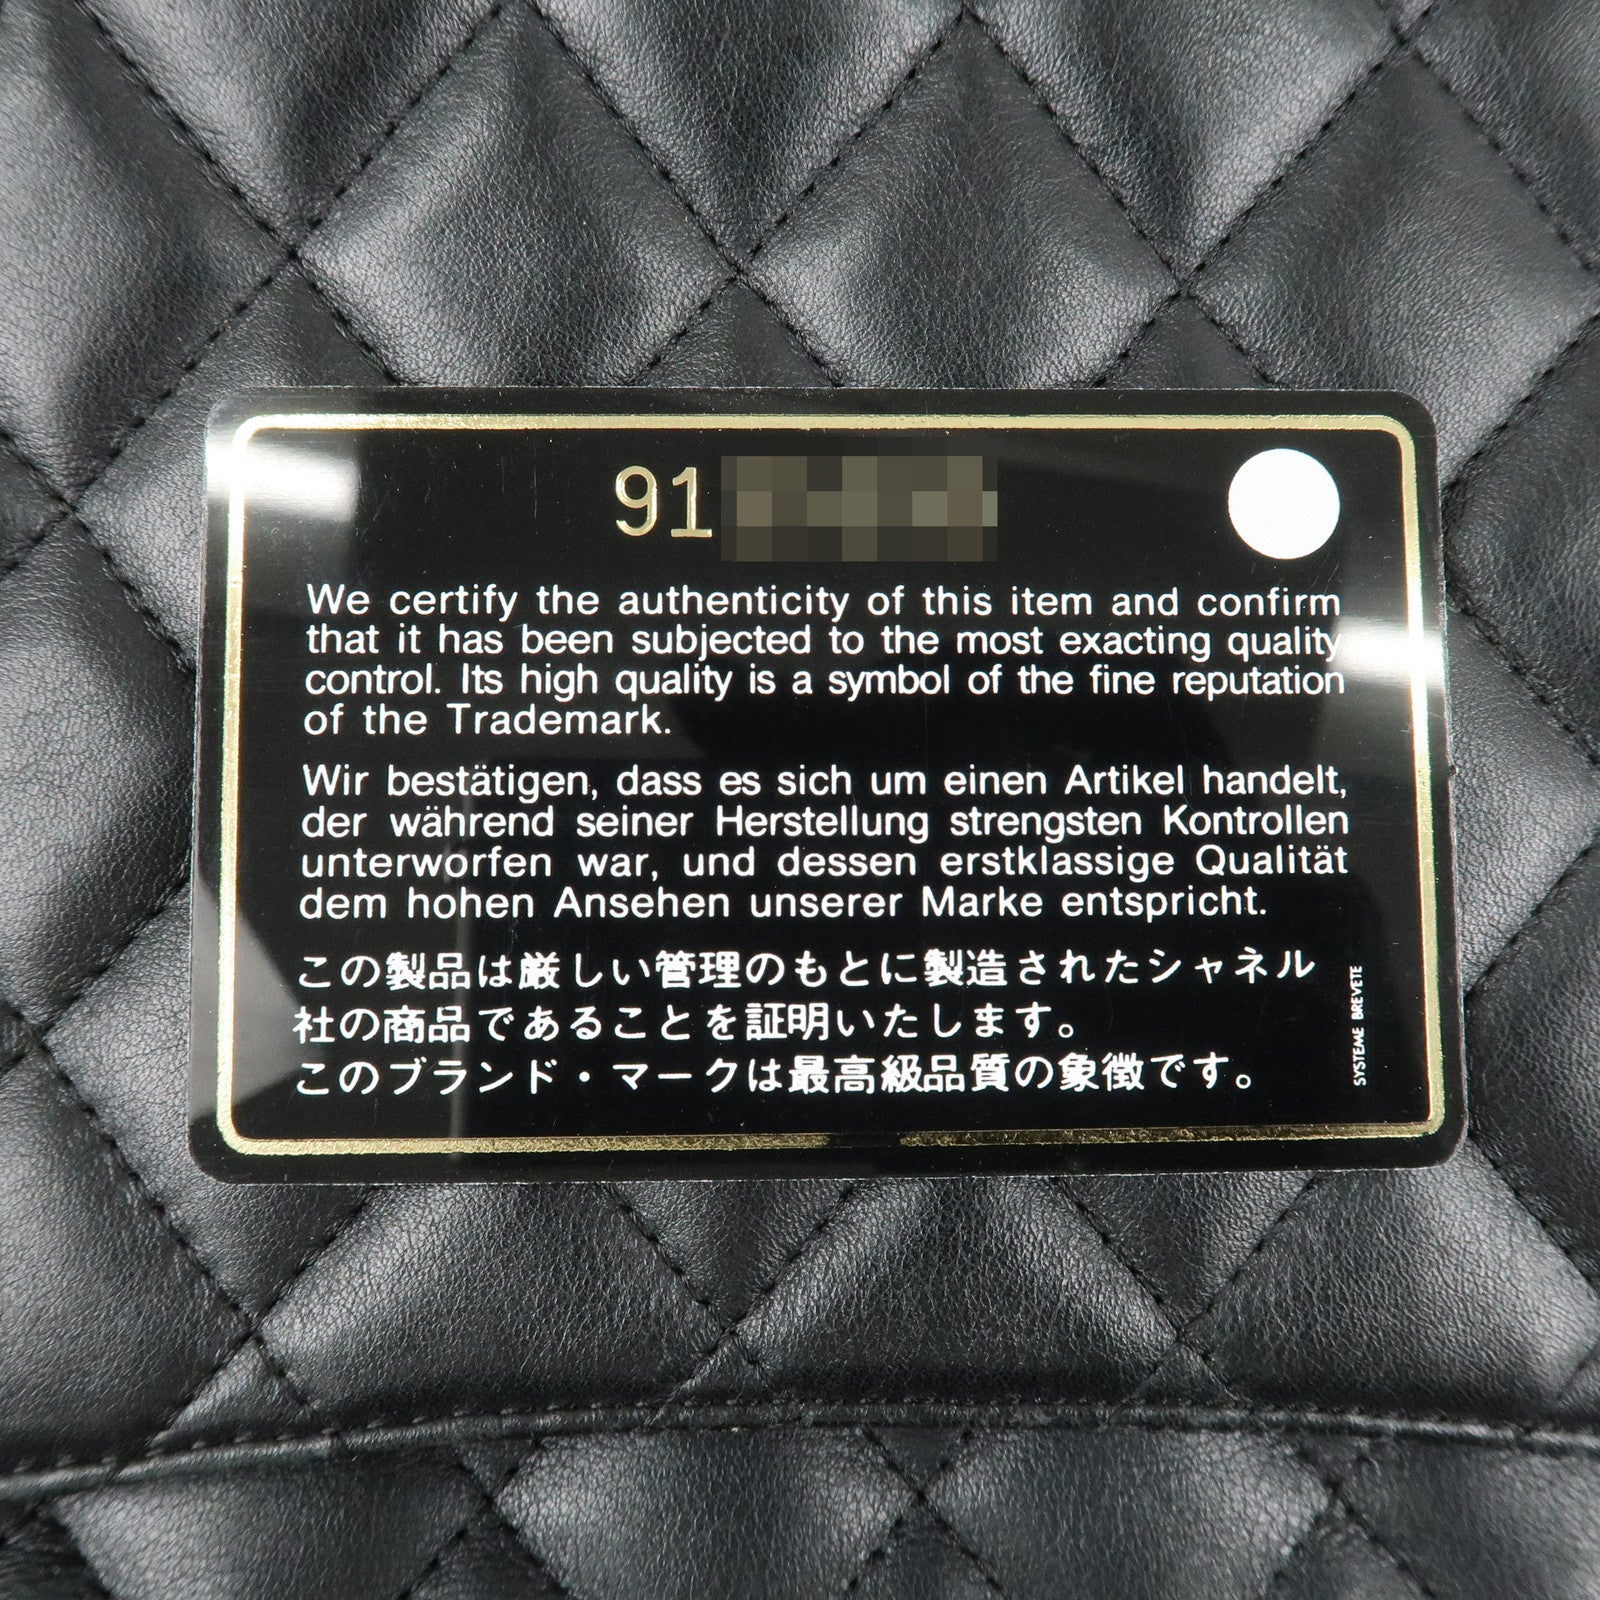 91
We certify the authenticity of this item and confirm
that it has been subjected to the most exacting quality
control. Its high quality is a symbol of the fine reputation
of the Trademark.
Wir bestätigen, dass es sich um einen Artikel handelt,
der während seiner Herstellung strengsten Kontrollen
unterworfen war, und dessen erstklassige Qualität
dem hohen Ansehen unserer Marke entspricht.
この製品は厳しい管理のもとに製造されたシャネル
社の商品であることを証明いたします。
このブランド・マークは最高級品質の象徴です。
SYSTEME BREVETE